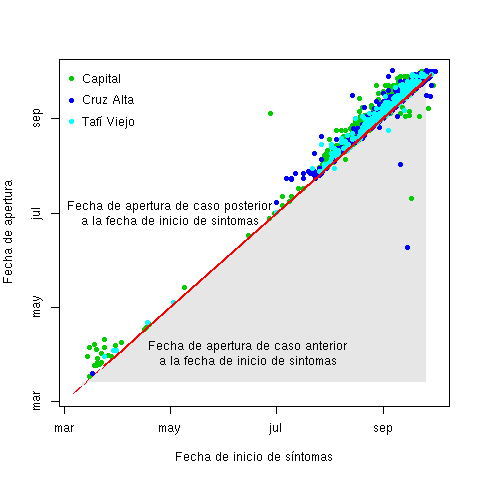 Capital
Cruz Alta
Tafí Viejo
Fecha de apertura de caso posterior
a la fecha de inicio de sintomas
Fecha de apertura de caso anterior
a la fecha de inicio de sintomas
Fecha de apertura
sep
jul
may
mar
mar may jul sep
Fecha de inicio de síntomas